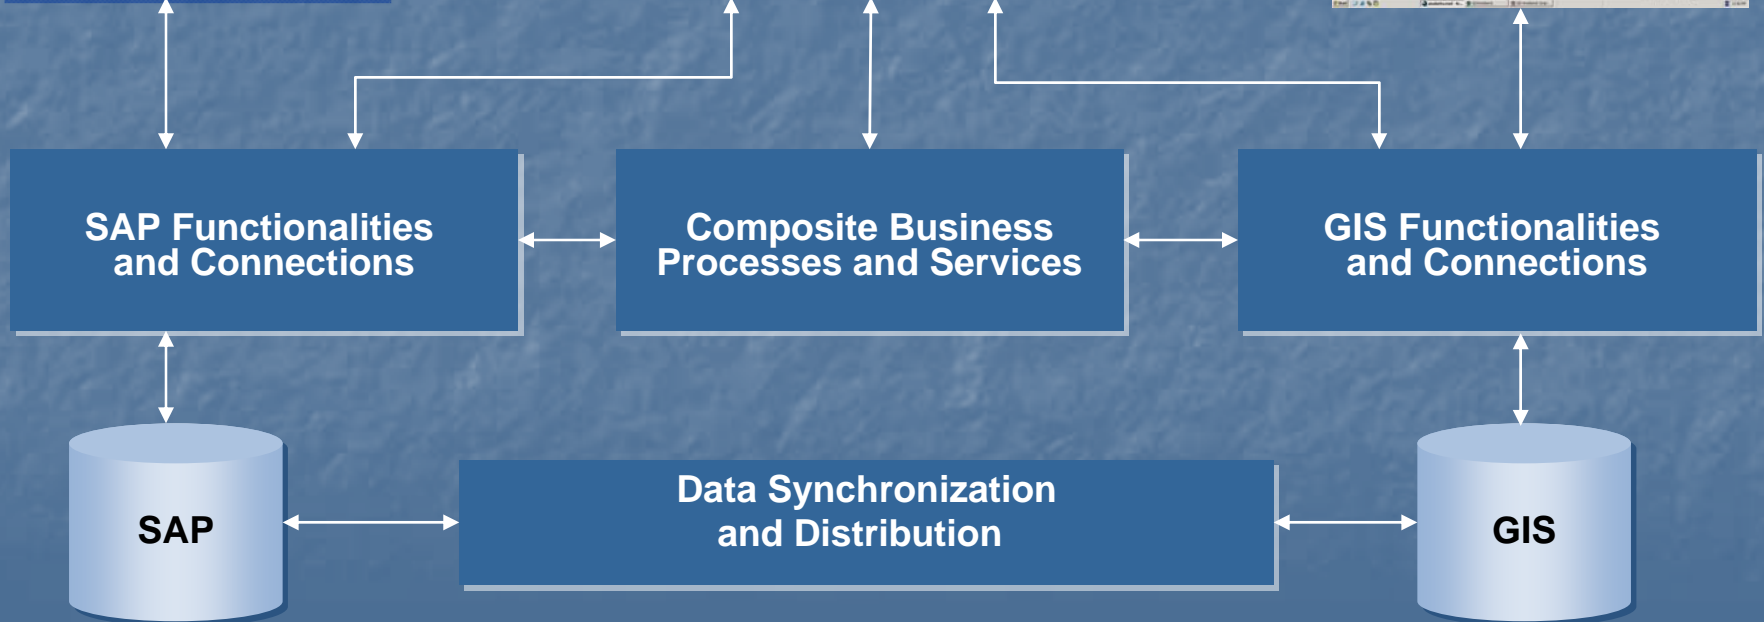 SAP Functionalities
and Connections
Composite Business
Processes and Services
GIS Functionalities
and Connections
Data Synchronization
and Distribution
SAP
GIS